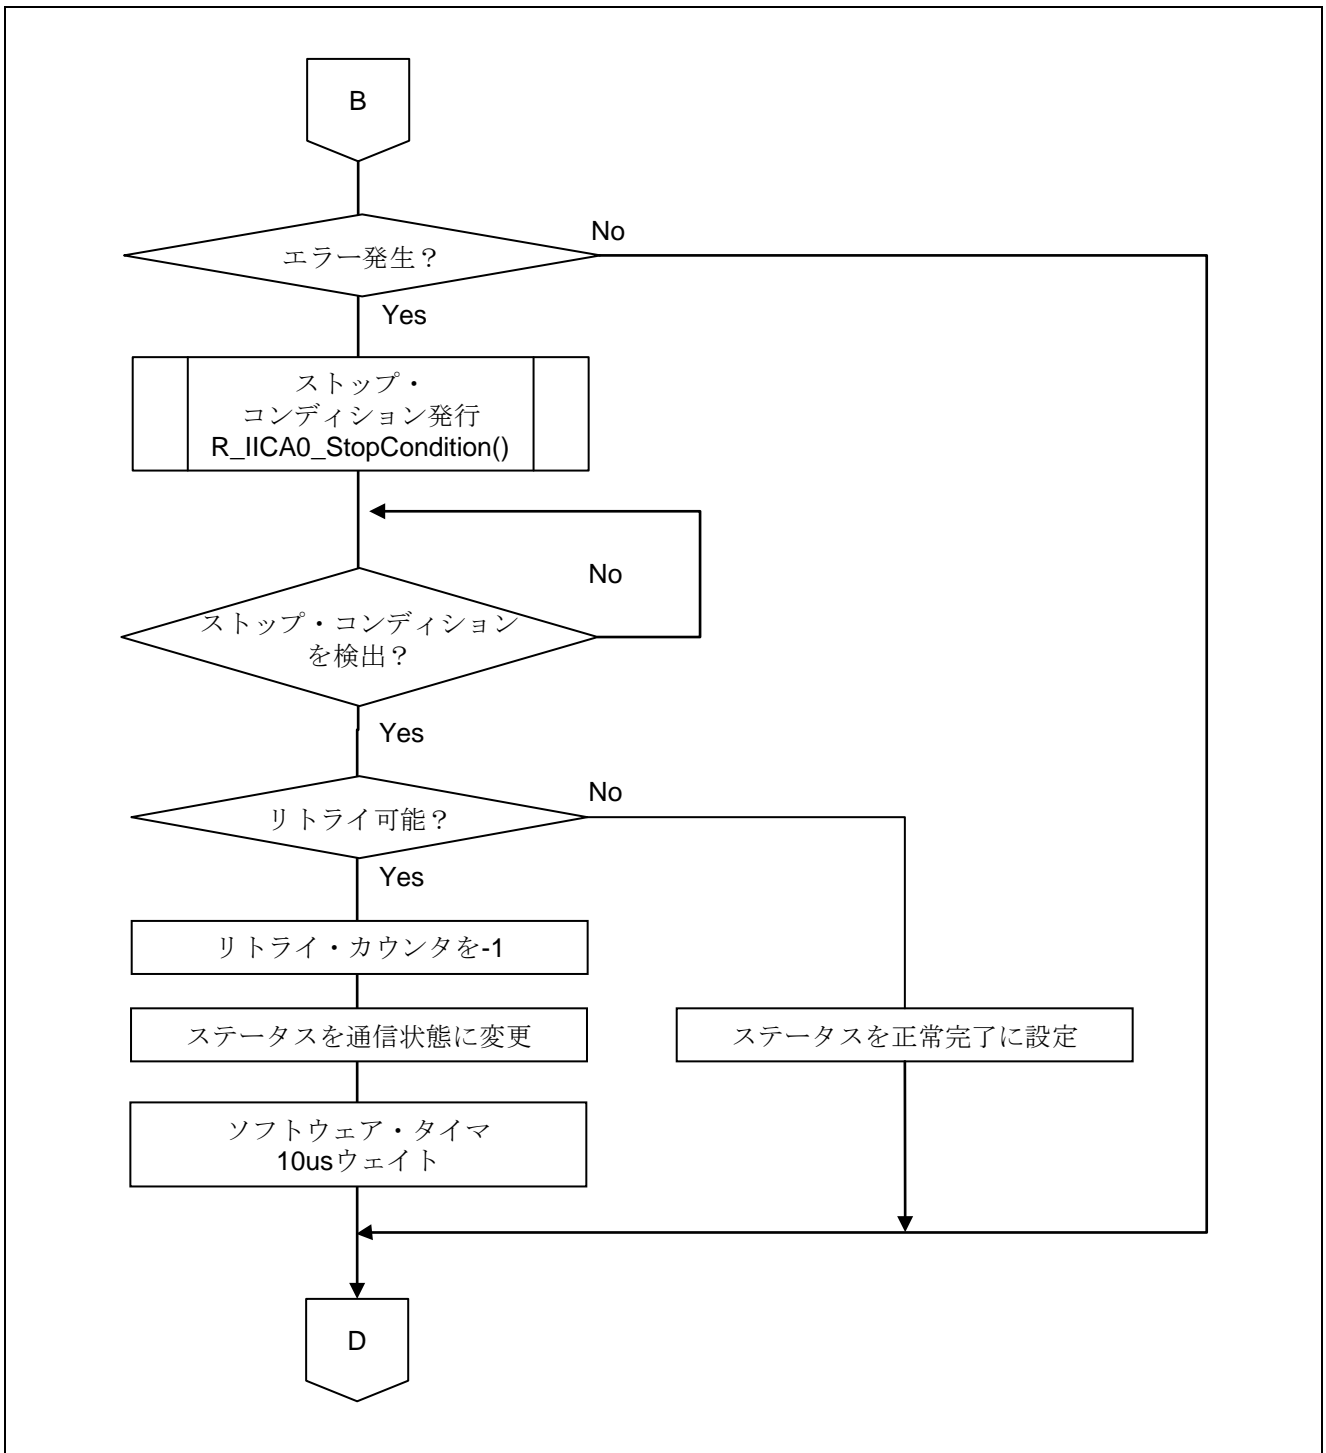 B
No
エラー発生？
Yes
ストップ・
コンディション発行
R_IICA0_StopCondition()
No
ストップ・コンディション
を検出？
Yes
No
リトライ可能？
Yes
リトライ・カウンタを-1
ステータスを通信状態に変更
ステータスを正常完了に設定
ソフトウェア・タイマ
10usウェイト
D